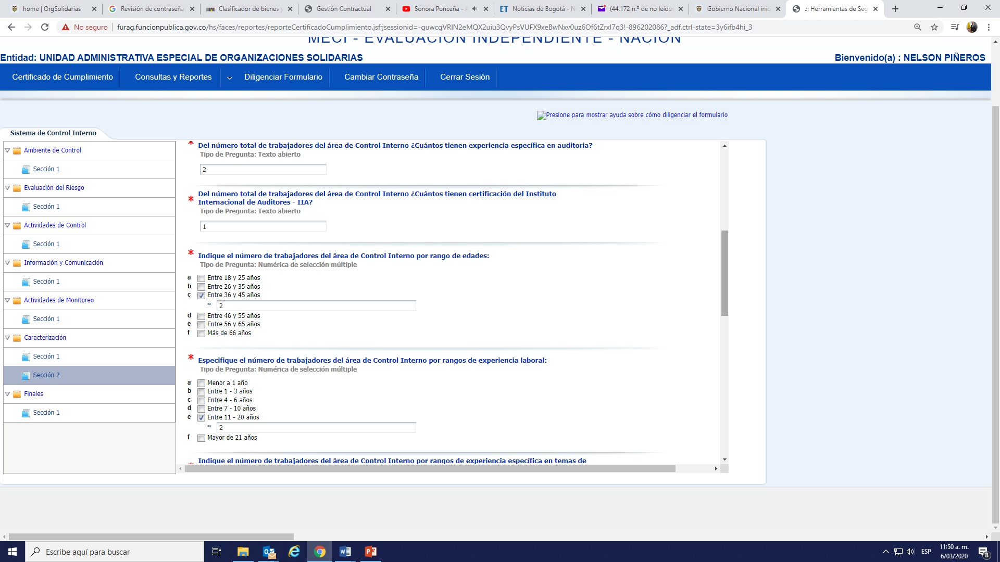 home | OrgSolidarias
Revisión de contraseña
Clasificador de bienes y
Gestión Contractual
Sonora Ponceña - A
ET Noticias de Bogotá - N
(44.172 n.º de no leído
Gobierno Nacional inic
.:: Herramientas de Seg
No seguro
furag.funcionpublica.gov.co/hs/faces/reportes/reporteCertificadoCumplimiento.jsf;jsessionid=-guwcgVRlN2eMQX2uiu3QvyPsVUFX9xeBwNxv0uz6Of6tZrxl7q3!-896202086?_adf.ctrl-state=3y6ifb4hi_3
MECI - EVALUACIÓN INDEPENDIENTE - NACIÓN
Entidad: UNIDAD ADMINISTRATIVA ESPECIAL DE ORGANIZACIONES SOLIDARIAS
Bienvenido(a) : NELSON PIÑEROS
Certificado de Cumplimiento
Consultas y Reportes
Diligenciar Formulario
Cambiar Contraseña
Cerrar Sesión
Presione para mostrar ayuda sobre cómo diligenciar el formulario
Sistema de Control Interno
Ambiente de Control
Sección 1
Evaluación del Riesgo
Sección 1
Actividades de Control
Sección 1
Información y Comunicación
Sección 1
Actividades de Monitoreo
Sección 1
Caracterización
Sección 1
Sección 2
Finales
Sección 1
* Del número total de trabajadores del área de Control Interno ¿Cuántos tienen experiencia específica en auditoria?
Tipo de Pregunta: Texto abierto
2
* Del número total de trabajadores del área de Control Interno ¿Cuántos tienen certificación del Instituto
Internacional de Auditores - IIA?
Tipo de Pregunta: Texto abierto
1
* Indique el número de trabajadores del área de Control Interno por rango de edades:
Tipo de Pregunta: Numérica de selección múltiple
a Entre 18 y 25 años
b Entre 26 y 35 años
c Entre 36 y 45 años
* 2
d Entre 46 y 55 años
e Entre 56 y 65 años
f Más de 66 años
* Especifique el número de trabajadores del área de Control Interno por rangos de experiencia laboral:
Tipo de Pregunta: Numérica de selección múltiple
a Menor a 1 año
b Entre 1 - 3 años
c Entre 4 - 6 años
d Entre 7 - 10 años
e Entre 11 - 20 años
* 2
f Mayor de 21 años
* Indique el número de trabajadores del área de Control Interno por rangos de experiencia específica en temas de
Escribe aquí para buscar
ESP
11:50 a. m.
6/03/2020
8